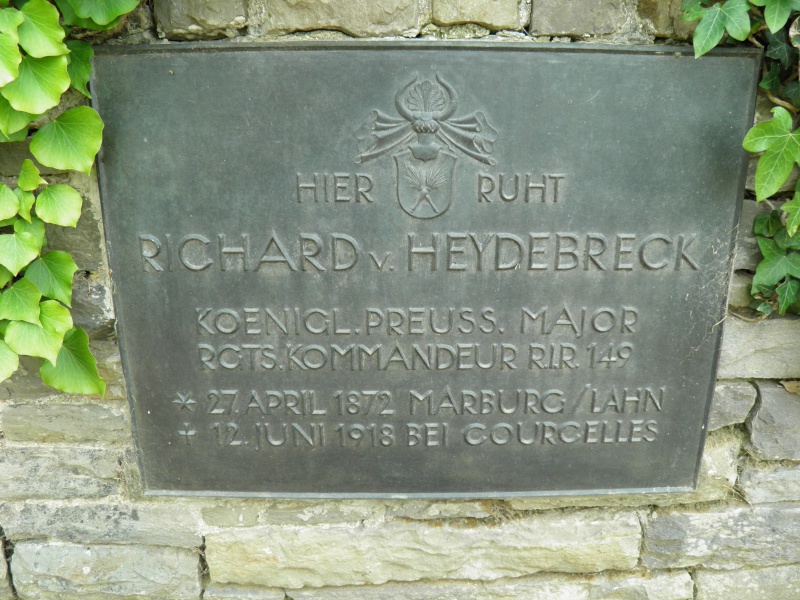 HIER RUHT
RICHARD v. HEYDEBRECK
KOENIGL. PREUSS. MAJOR
RGTS. KOMMANDEUR R.I.R. 149
* 27. APRIL 1872 MARBURG/LAHN
✝ 12. JUNI 1918 BEI COURCELLES